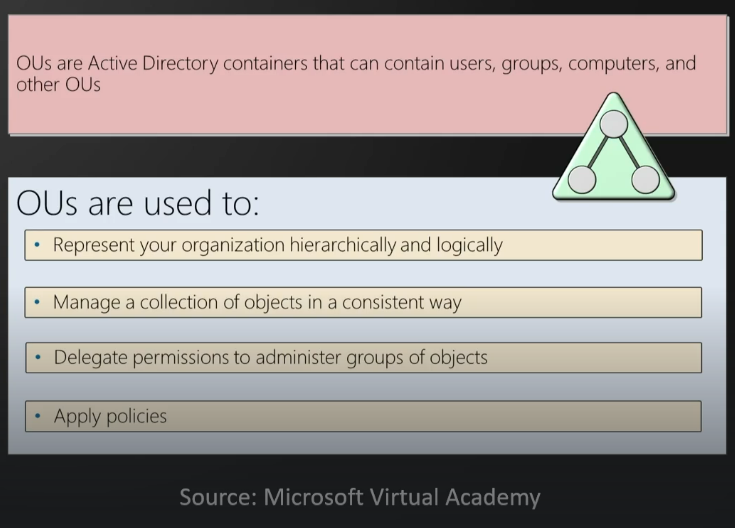 OUs are Active Directory containers that can contain users, groups, computers, and
other OUs
OUs are used to:
• Represent your organization hierarchically and logically
• Manage a collection of objects in a consistent way
• Delegate permissions to administer groups of objects
• Apply policies
Source: Microsoft Virtual Academy